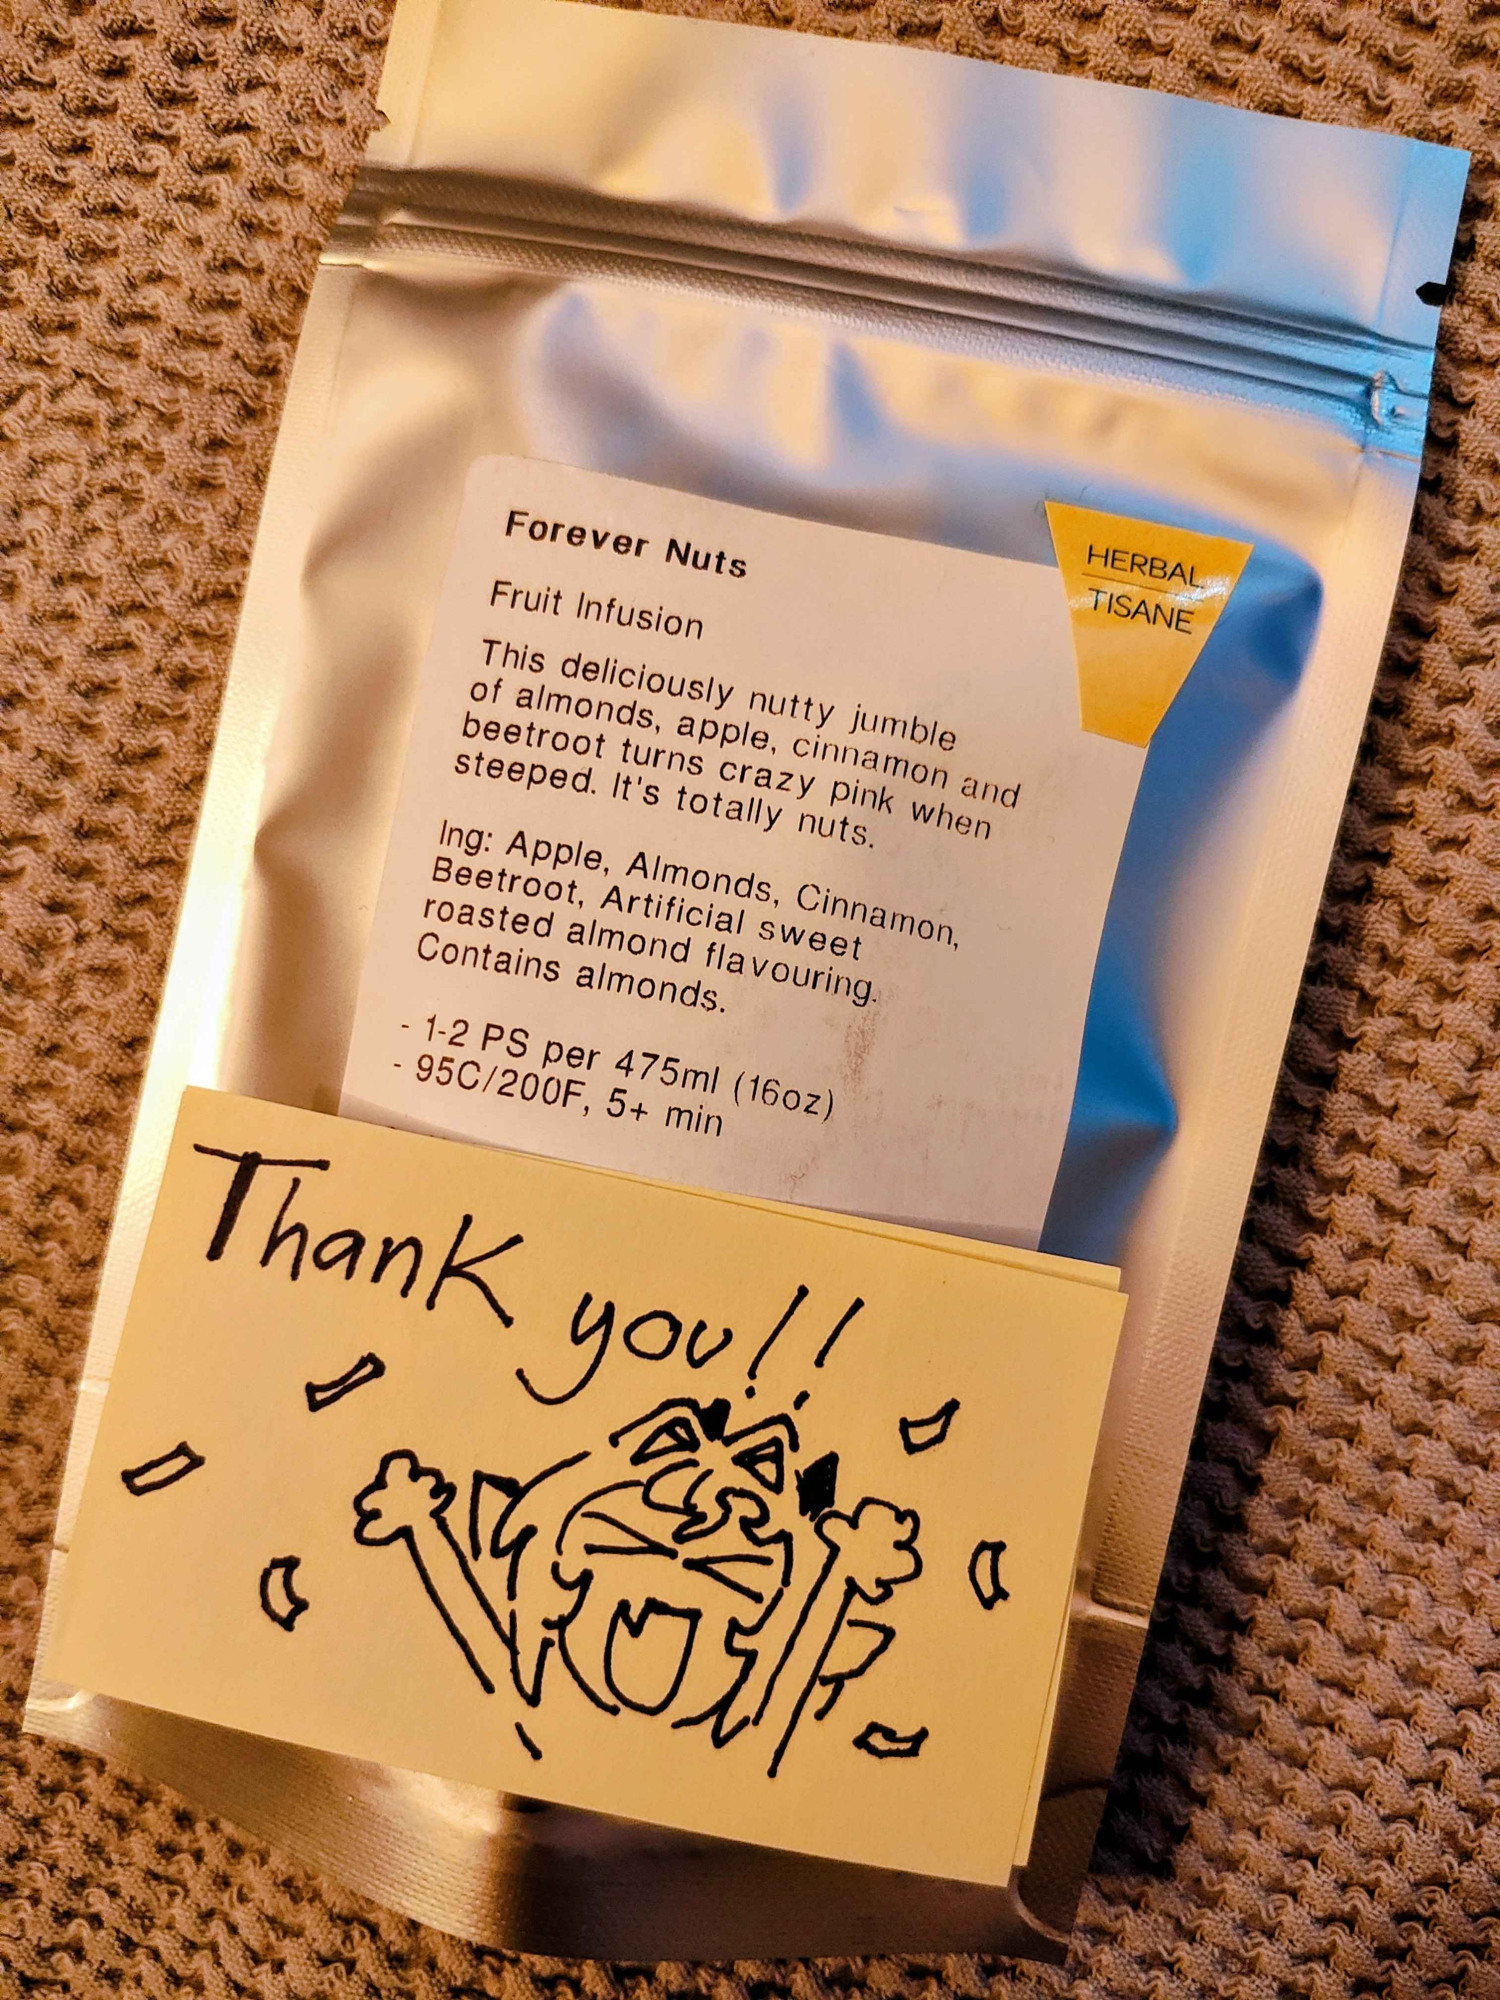 Forever Nuts
HERBAL
TISANE
Fruit Infusion
This deliciously nutty jumble
of almonds, apple, cinnamon and
beetroot turns crazy pink when
steeped. It's totally nuts.
Ing: Apple, Almonds, Cinnamon,
Beetroot, Artificial sweet
roasted almond flavouring.
Contains almonds.
- 1-2 PS per 475ml (16oz)
- 95C/200F, 5+ min
Thank you!!